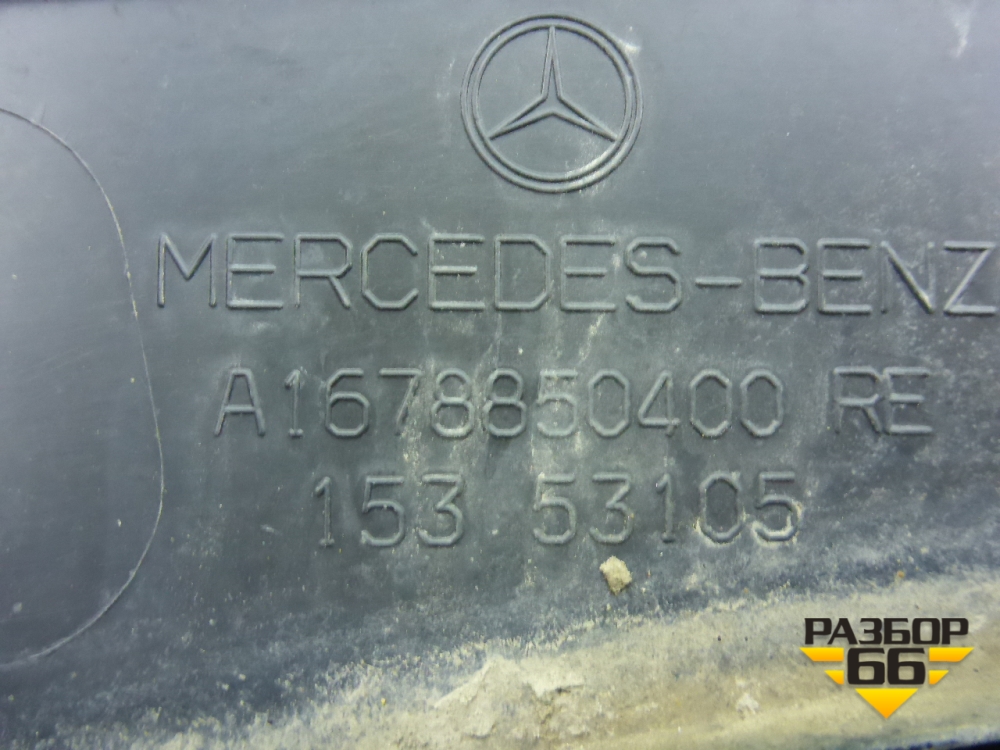 MERCEDES-BENZ
A1678850400 RE
153 53105
РАЗБОР
66